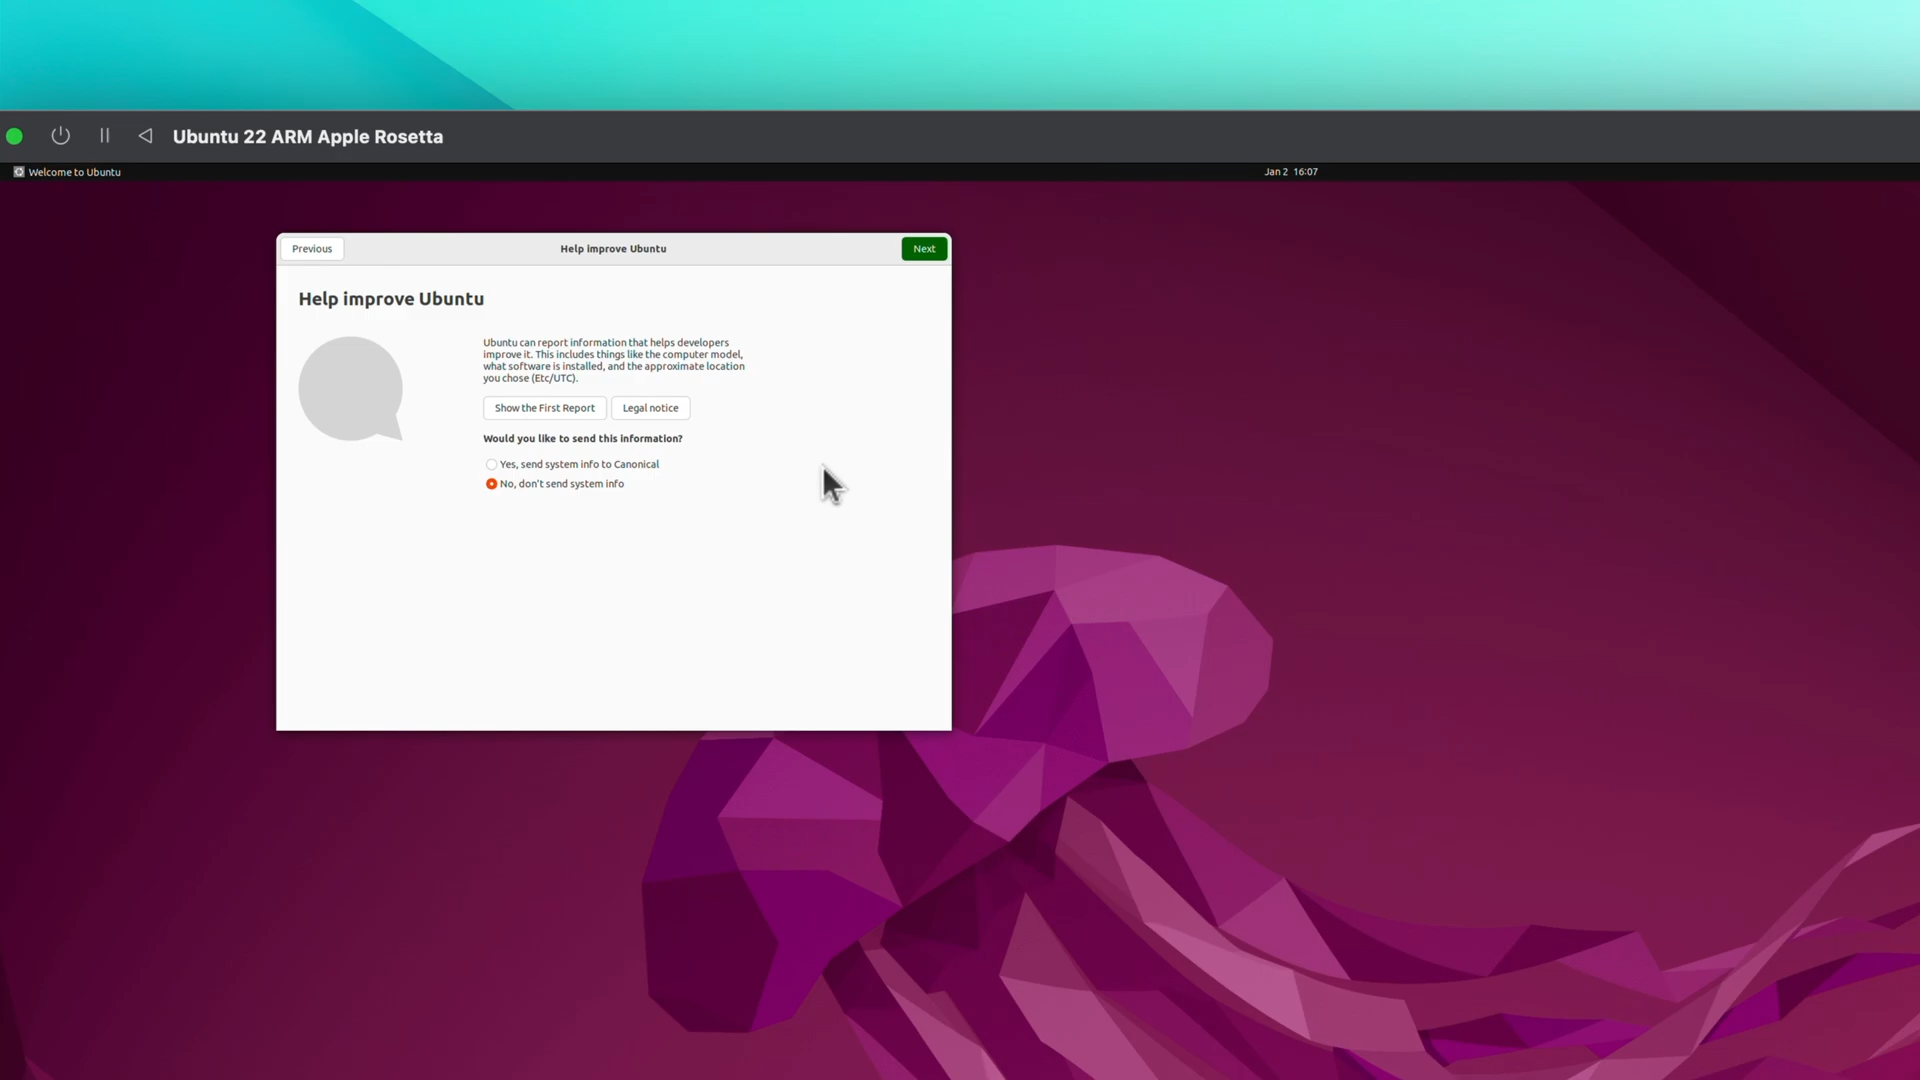 Ubuntu 22 ARM Apple Rosetta
Welcome to Ubuntu
Jan 2 16:07
Previous
Help improve Ubuntu
Next
Help improve Ubuntu
Ubuntu can report information that helps developers
improve it. This includes things like the computer model,
what software is installed, and the approximate location
you chose (Etc/UTC).
Show the First Report
Legal notice
Would you like to send this information?
Yes, send system info to Canonical
No, don't send system info